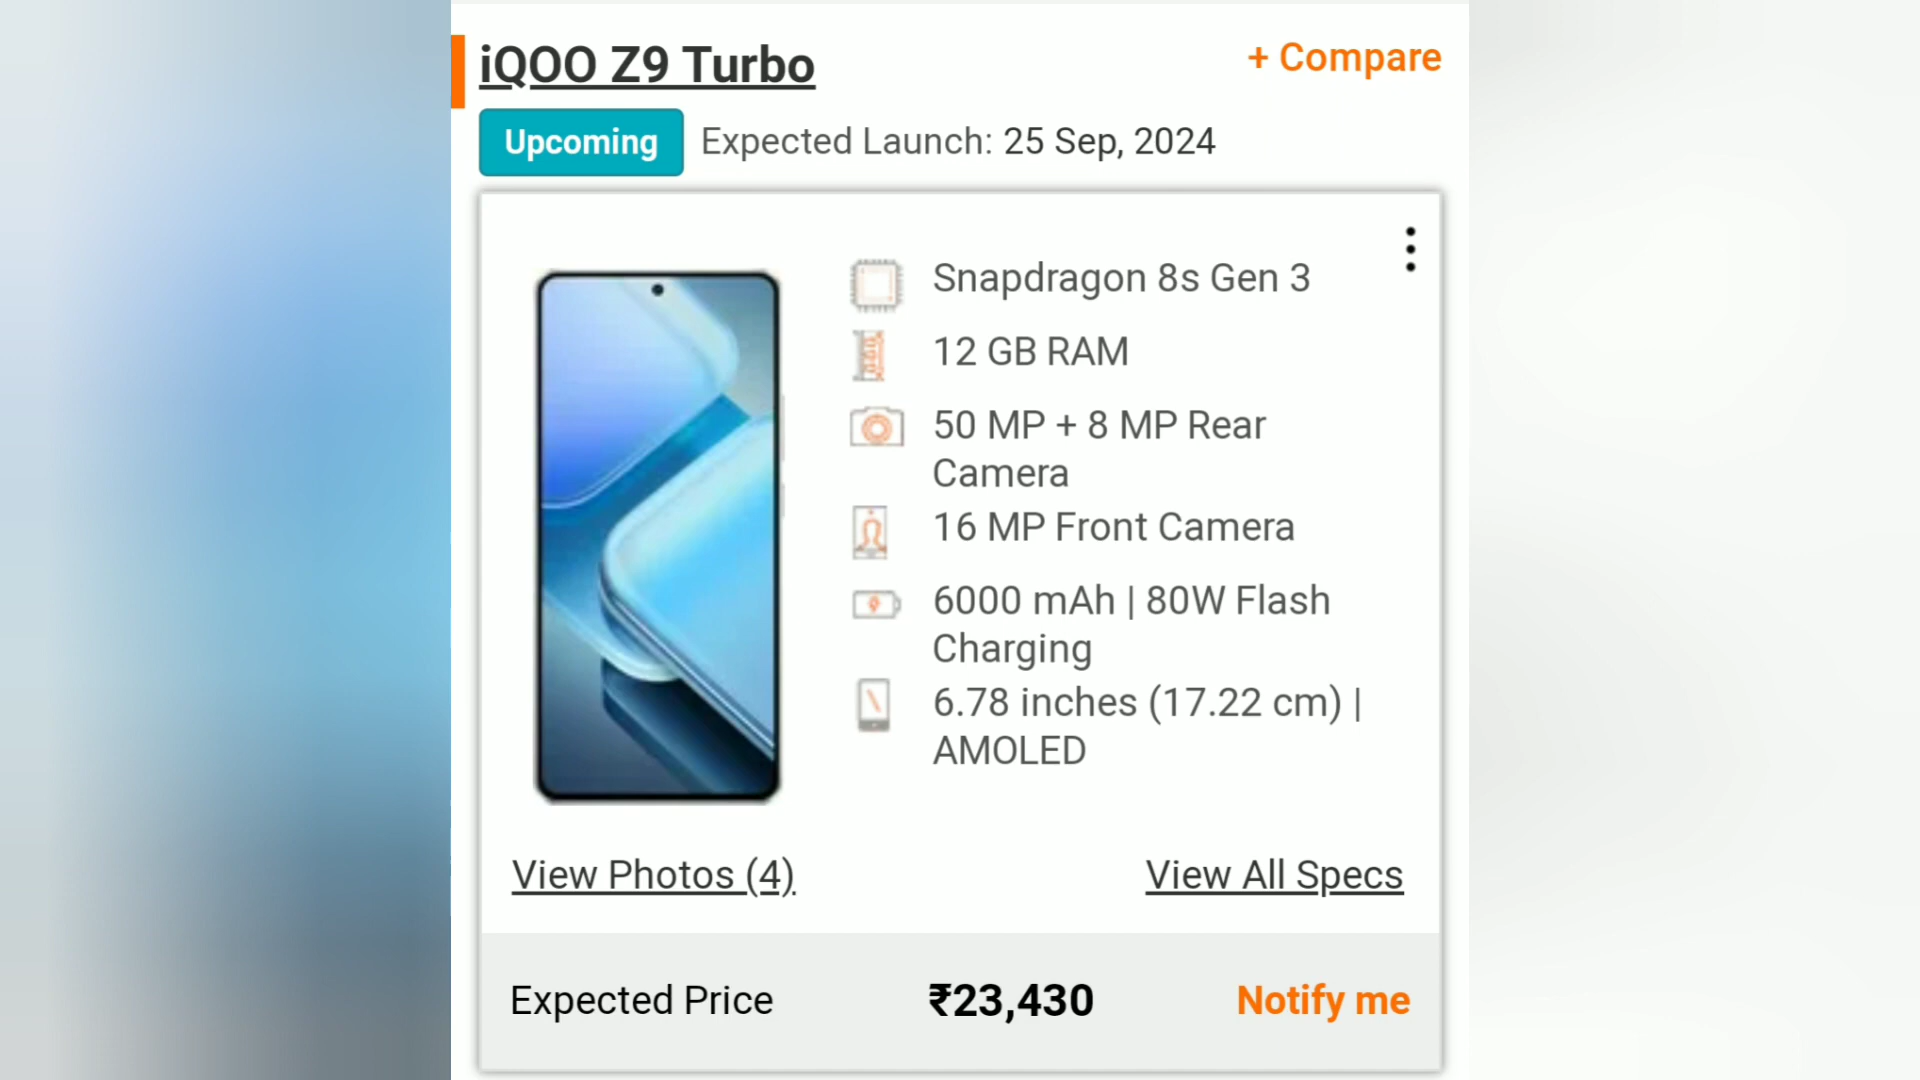 iQOO Z9 Turbo
+ Compare
Upcoming
Expected Launch: 25 Sep, 2024
Snapdragon 8s Gen 3
12 GB RAM
50 MP + 8 MP Rear
Camera
16 MP Front Camera
6000 mAh | 80W Flash
Charging
6.78 inches (17.22 cm) |
AMOLED
View Photos (4)
View All Specs
Expected Price
₹23,430
Notify me